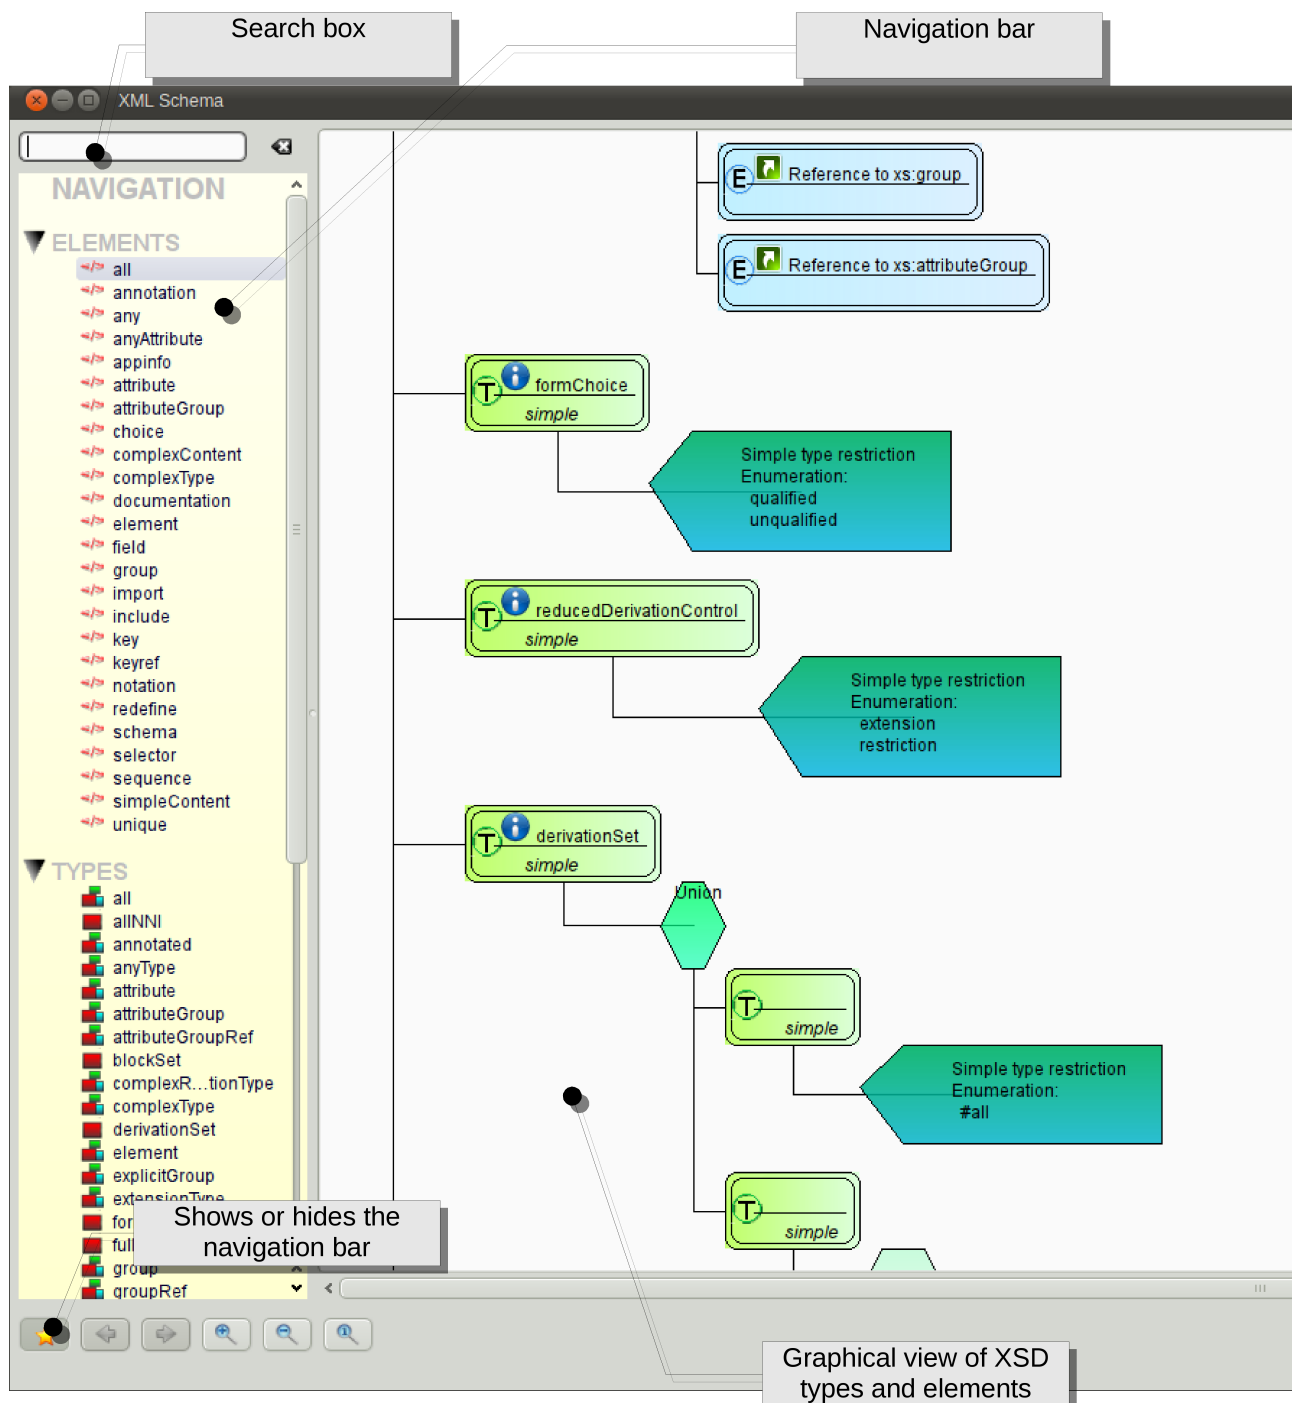 Search box
Navigation bar
XML Schema
NAVIGATION
ELEMENTS
all
annotation
any
anyAttribute
appinfo
attribute
attributeGroup
choice
complexContent
complexType
documentation
element
field
group
import
include
key
keyref
notation
redefine
schema
selector
sequence
simpleContent
unique
TYPES
all
allNNI
annotated
anyType
attribute
attributeGroup
attributeGroupRef
blockSet
complexR...tionType
complexType
derivationSet
element
explicitGroup
extensionType
for
full
group
groupRef
Shows or hides the
navigation bar
E Reference to xs:group
E Reference to xs:attributeGroup
T i formChoice
simple
Simple type restriction
Enumeration:
qualified
unqualified
T i reducedDerivationControl
simple
Simple type restriction
Enumeration:
extension
restriction
T i derivationSet
simple
Union
T
simple
Simple type restriction
Enumeration:
#all
T
simple
Graphical view of XSD
types and elements